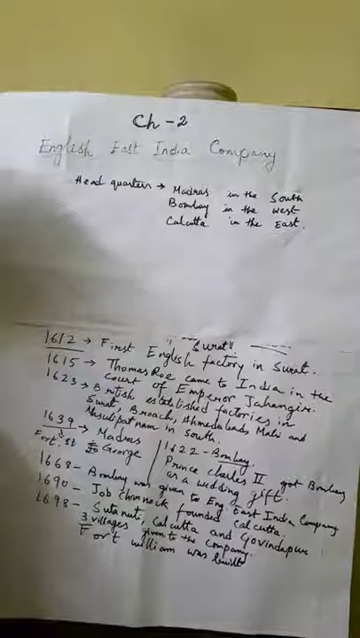 Ch - 2
English East India Company
Head quarters → Madras in the South
Bombay in the west
Calcutta in the East.
"Surat"
1612 → First English factory in Surat.
1615 → Thomas Roe came to India in the
court of Emperor Jahangir.
1623 → British established factories in
Surat, Broach, Ahmedabad, and
Masulipatnam in South.
1639 → Madras
Fort. St George
1622 - Bombay.
Prince Charles II got Bombay
as a wedding gift.
1668 - Bombay was given to Eng. East India Company
1690 - Job Charnock founded Calcutta.
1698 - Sutanuti, Calcutta and Govindapur
3 villages given to the company.
Fort william was built